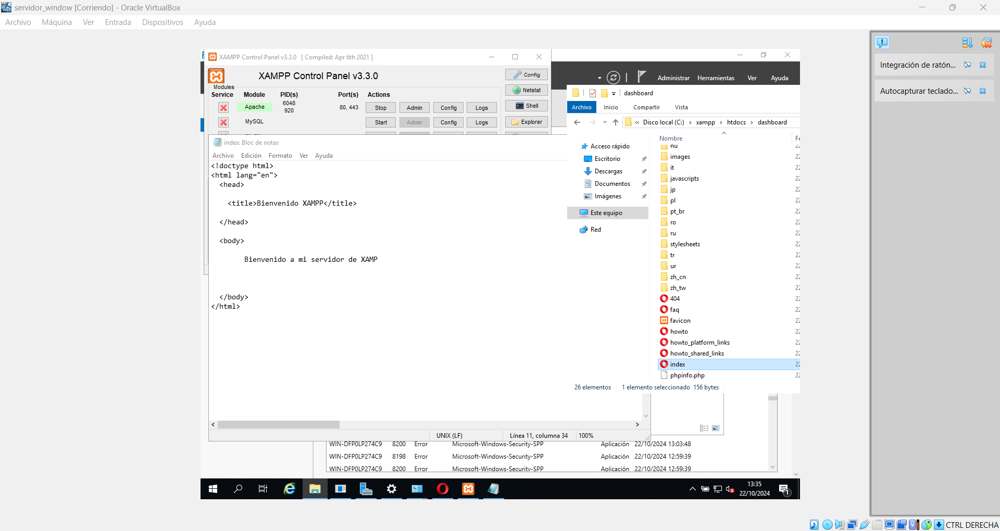 servidor_window [Corriendo] - Oracle VirtualBox
Archivo Máquina Ver Entrada Dispositivos Ayuda
XAMPP Control Panel v3.3.0 [ Compiled: Apr 6th 2021 ]
XAMPP Control Panel v3.3.0
Config
Modules
Service Module PID(s) Port(s) Actions
Netstat
Apache 6048 920 80, 443 Stop Admin Config Logs
Shell
MySQL Start Admin Config Logs
Explorer
index: Bloc de notas
Archivo Edición Formato Ver Ayuda
<!doctype html>
<html lang="en">
<head>
<title>Bienvenido XAMPP</title>
</head>
<body>
Bienvenido a mi servidor de XAMP
</body>
</html>
UNIX (LF) Línea 11, columna 34 100%
Administrar Herramientas Ver Ayuda
dashboard
Archivo Inicio Compartir Vista
« Disco local (C:) > xampp > htdocs > dashboard
Acceso rápido
Escritorio
Descargas
Documentos
Imágenes
Este equipo
Red
Nombre
nu
images
it
javascripts
jp
pl
pt_br
ro
ru
stylesheets
tr
ur
zh_cn
zh_tw
404
faq
favicon
howto
howto_platform_links
howto_shared_links
index
phpinfo.php
26 elementos 1 elemento seleccionado 156 bytes
WIN-DFP0LP274C9 8200 Error Microsoft-Windows-Security-SPP Aplicación 22/10/2024 13:03:48
WIN-DFP0LP274C9 8198 Error Microsoft-Windows-Security-SPP Aplicación 22/10/2024 12:59:39
WIN-DFP0LP274C9 8200 Error Microsoft-Windows-Security-SPP Aplicación 22/10/2024 12:59:39
13:35
22/10/2024
1
Integración de ratón...
Autocapturar teclado...
CTRL DERECHA